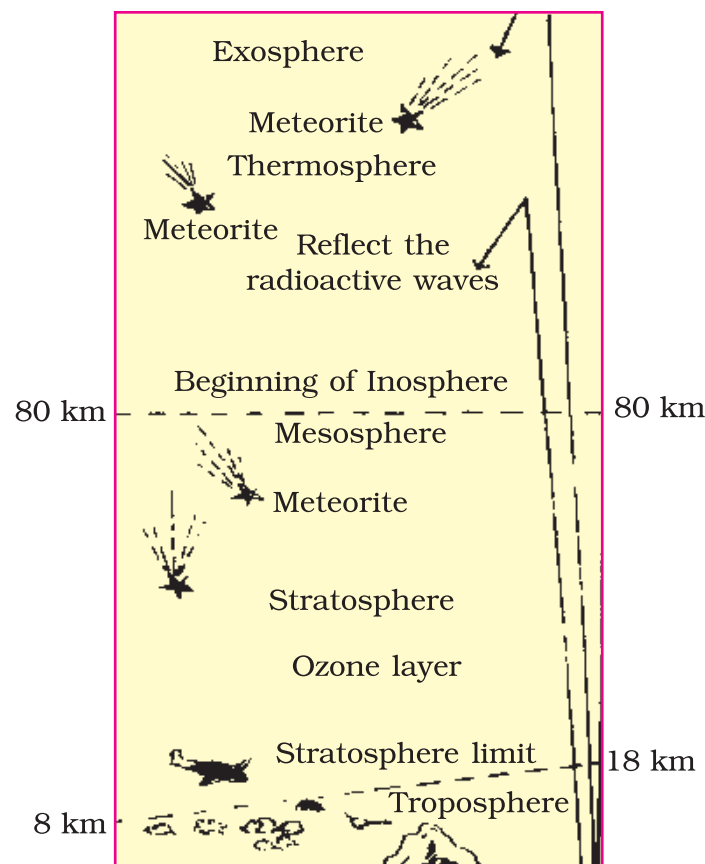 Exosphere
Meteorite
Thermosphere
Meteorite
Reflect the
radioactive waves
Beginning of Inosphere
80 km
80 km
Mesosphere
Meteorite
Stratosphere
Ozone layer
Stratosphere limit
18 km
Troposphere
8 km